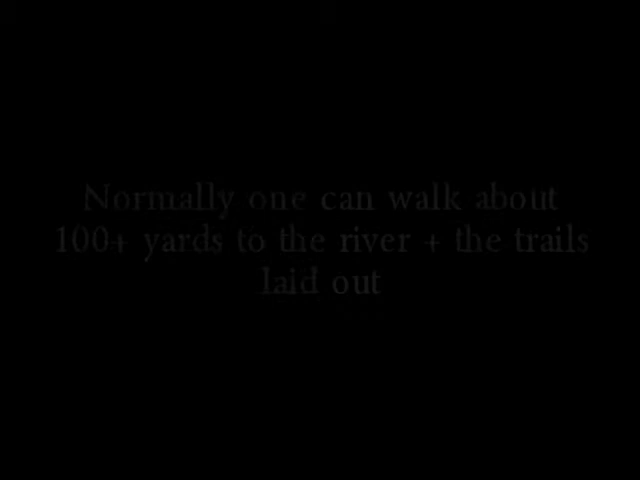 Normally one can walk about
100+ yards to the river + the trails
laid out